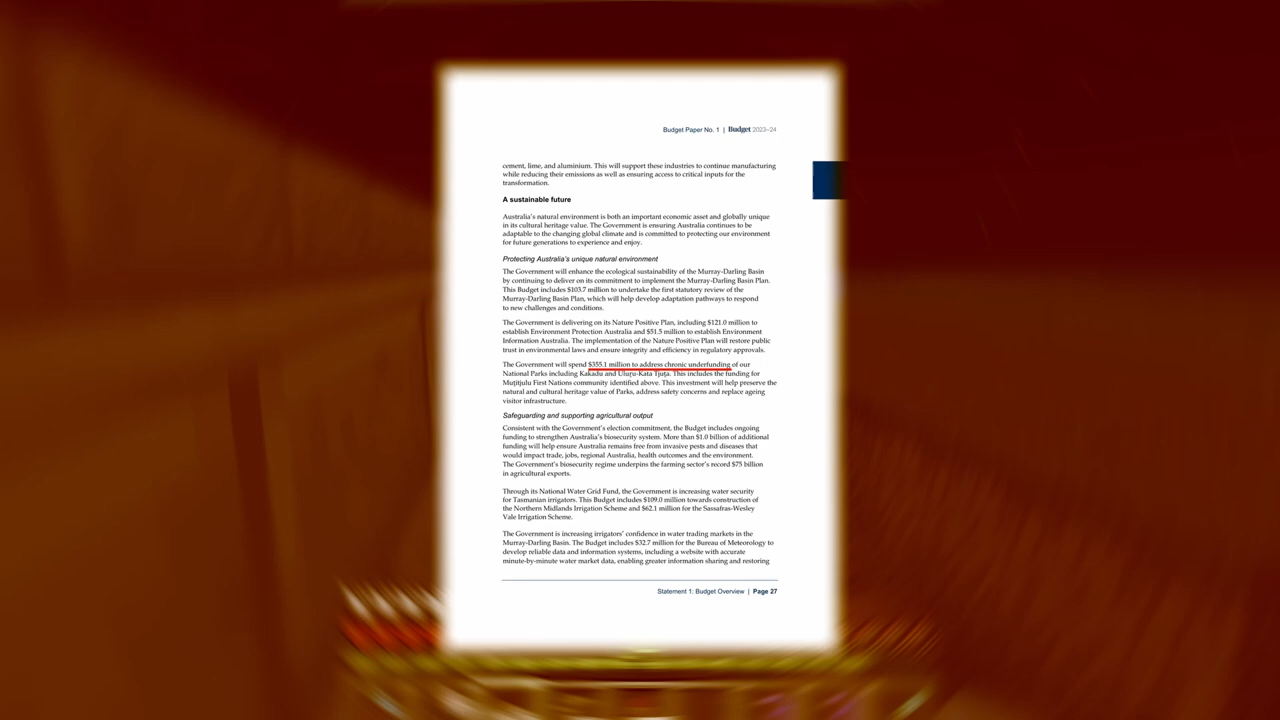 Budget Paper No. 1 | Budget 2023–24
cement, lime, and aluminium. This will support these industries to continue manufacturing
while reducing their emissions as well as ensuring access to critical inputs for the
transformation.
A sustainable future
Australia's natural environment is both an important economic asset and globally unique
in its cultural heritage value. The Government is ensuring Australia continues to be
adaptable to the changing global climate and is committed to protecting our environment
for future generations to experience and enjoy.
Protecting Australia's unique natural environment
The Government will enhance the ecological sustainability of the Murray-Darling Basin
by continuing to deliver on its commitment to implement the Murray-Darling Basin Plan.
This Budget includes $103.7 million to undertake the first statutory review of the
Murray-Darling Basin Plan, which will help develop adaptation pathways to respond
to new challenges and conditions.
The Government is delivering on its Nature Positive Plan, including $121.0 million to
establish Environment Protection Australia and $51.5 million to establish Environment
Information Australia. The implementation of the Nature Positive Plan will restore public
trust in environmental laws and ensure integrity and efficiency in regulatory approvals.
The Government will spend $355.1 million to address chronic underfunding of our
National Parks including Kakadu and Uluṟu-Kata Tjuṯa. This includes the funding for
Muṯitjulu First Nations community identified above. This investment will help preserve the
natural and cultural heritage value of Parks, address safety concerns and replace ageing
visitor infrastructure.
Safeguarding and supporting agricultural output
Consistent with the Government's election commitment, the Budget includes ongoing
funding to strengthen Australia's biosecurity system. More than $1.0 billion of additional
funding will help ensure Australia remains free from invasive pests and diseases that
would impact trade, jobs, regional Australia, health outcomes and the environment.
The Government's biosecurity regime underpins the farming sector's record $75 billion
in agricultural exports.
Through its National Water Grid Fund, the Government is increasing water security
for Tasmanian irrigators. This Budget includes $109.0 million towards construction of
the Northern Midlands Irrigation Scheme and $62.1 million for the Sassafras-Wesley
Vale Irrigation Scheme.
The Government is increasing irrigators' confidence in water trading markets in the
Murray-Darling Basin. The Budget includes $32.7 million for the Bureau of Meteorology to
develop reliable data and information systems, including a website with accurate
minute-by-minute water market data, enabling greater information sharing and restoring
Statement 1: Budget Overview | Page 27